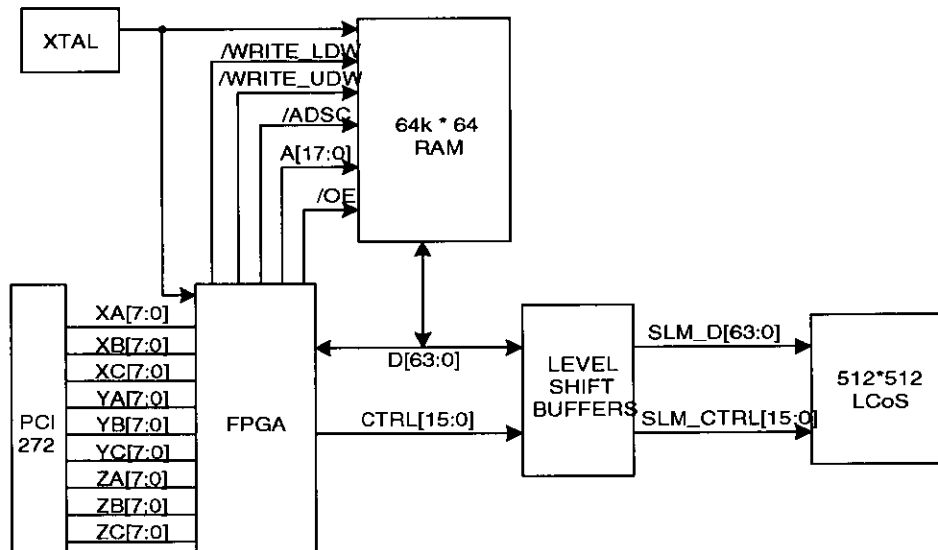 XTAL
/WRITE_LDW
/WRITE_UDW
/ADSC
A[17:0]
/OE
64k * 64
RAM
PCI
272
XA[7:0]
XB[7:0]
XC[7:0]
YA[7;0]
YB[7:0]
YC[7:0]
ZA[7:0]
ZB[7;0]
ZC[7:0]
FPGA
D[63:0]
CTRL[15:0]
LEVEL
SHIFT
BUFFERS
SLM_D[63:0]
SLM_CTRL[15:0]
512*512
LCoS